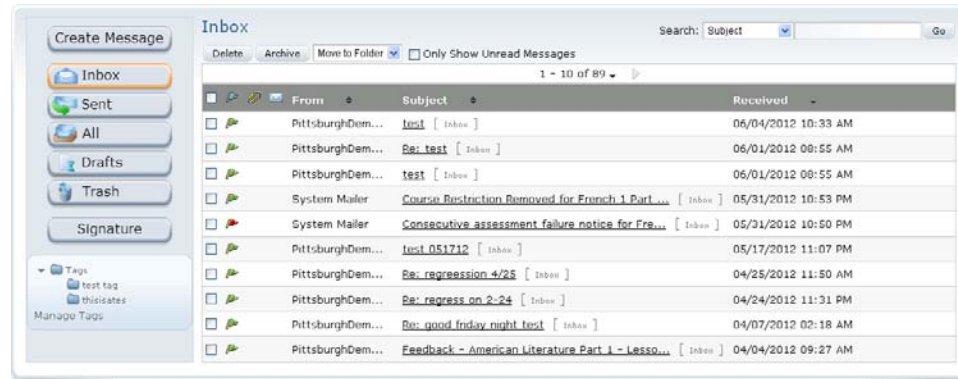 Create Message
Inbox
Sent
All
Drafts
Trash
Signature
Tags
test tag
thisisates
Manage Tags
Inbox
Search: Subject Go
Delete Archive Move to Folder Only Show Unread Messages
1 - 10 of 89
From Subject Received
PittsburghDem... test [ Inbox ] 06/04/2012 10:33 AM
PittsburghDem... Re: test [ Inbox ] 06/01/2012 08:55 AM
PittsburghDem... test [ Inbox ] 06/01/2012 08:55 AM
System Mailer Course Restriction Removed for French 1 Part ... [ Inbox ] 05/31/2012 10:53 PM
System Mailer Consecutive assessment failure notice for Fre... [ Inbox ] 05/31/2012 10:50 PM
PittsburghDem... test 051712 [ Inbox ] 05/17/2012 11:07 PM
PittsburghDem... Re: regreession 4/25 [ Inbox ] 04/25/2012 11:50 AM
PittsburghDem... Re: regress on 2-24 [ Inbox ] 04/24/2012 11:31 PM
PittsburghDem... Re: good friday night test [ Inbox ] 04/07/2012 02:18 AM
PittsburghDem... Feedback - American Literature Part 1 - Lesso... [ Inbox ] 04/04/2012 09:27 AM